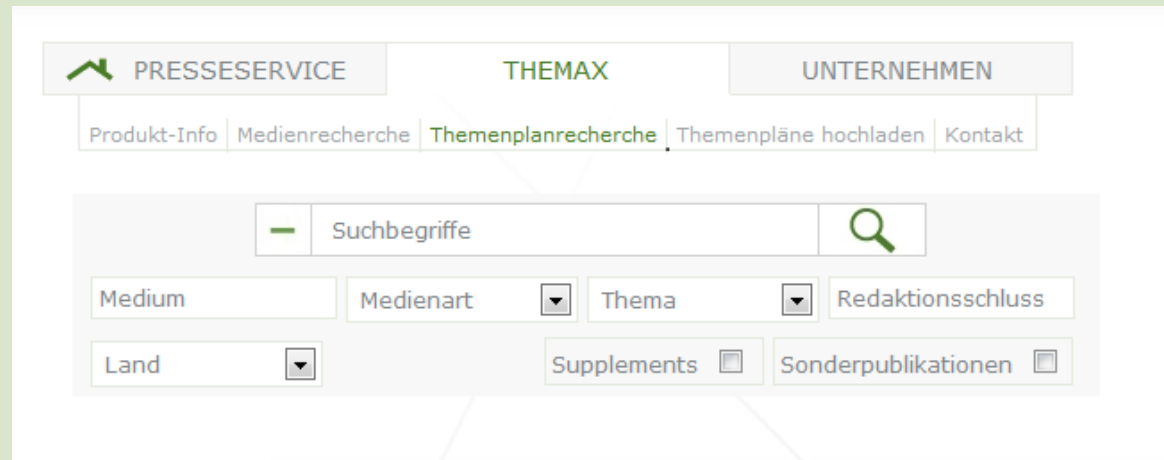 PRESSESERVICE THEMAX UNTERNEHMEN
Produkt-Info Medienrecherche Themenplanrecherche Themenpläne hochladen Kontakt
Suchbegriffe
Medium Medienart Thema Redaktionsschluss
Land Supplements Sonderpublikationen